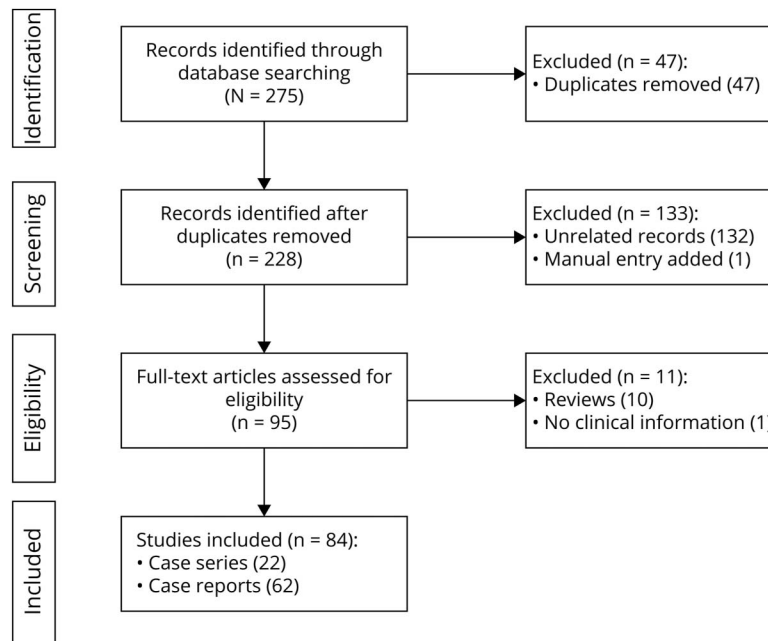 Identification
Records identified through
database searching
(N = 275)
Excluded (n = 47):
• Duplicates removed (47)
Screening
Records identified after
duplicates removed
(n = 228)
Excluded (n = 133):
• Unrelated records (132)
• Manual entry added (1)
Eligibility
Full-text articles assessed for
eligibility
(n = 95)
Excluded (n = 11):
• Reviews (10)
• No clinical information (1)
Included
Studies included (n = 84):
• Case series (22)
• Case reports (62)